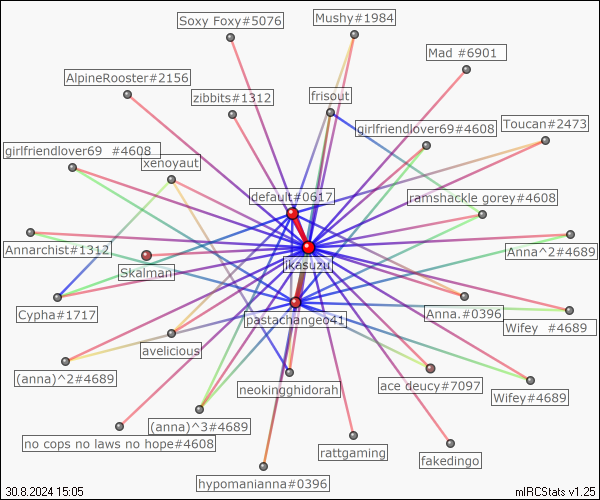 Soxy Foxy#5076
Mushy#1984
Mad #6901
AlpineRooster#2156
zibbits#1312
frisout
girlfriendlover69#4608
Toucan#2473
girlfriendlover69 #4608
xenoyaut
default#0617
ramshackle gorey#4608
Annarchist#1312
Anna^2#4689
Skalman
ikasuzu
Cypha#1717
pastachangeo41
Anna.#0396
Wifey #4689
avelicious
(anna)^2#4689
neokingghidorah
ace deucy#7097
Wifey#4689
(anna)^3#4689
no cops no laws no hope#4608
rattgaming
fakedingo
hypomanianna#0396
30.8.2024 15:05
mIRCStats v1.25